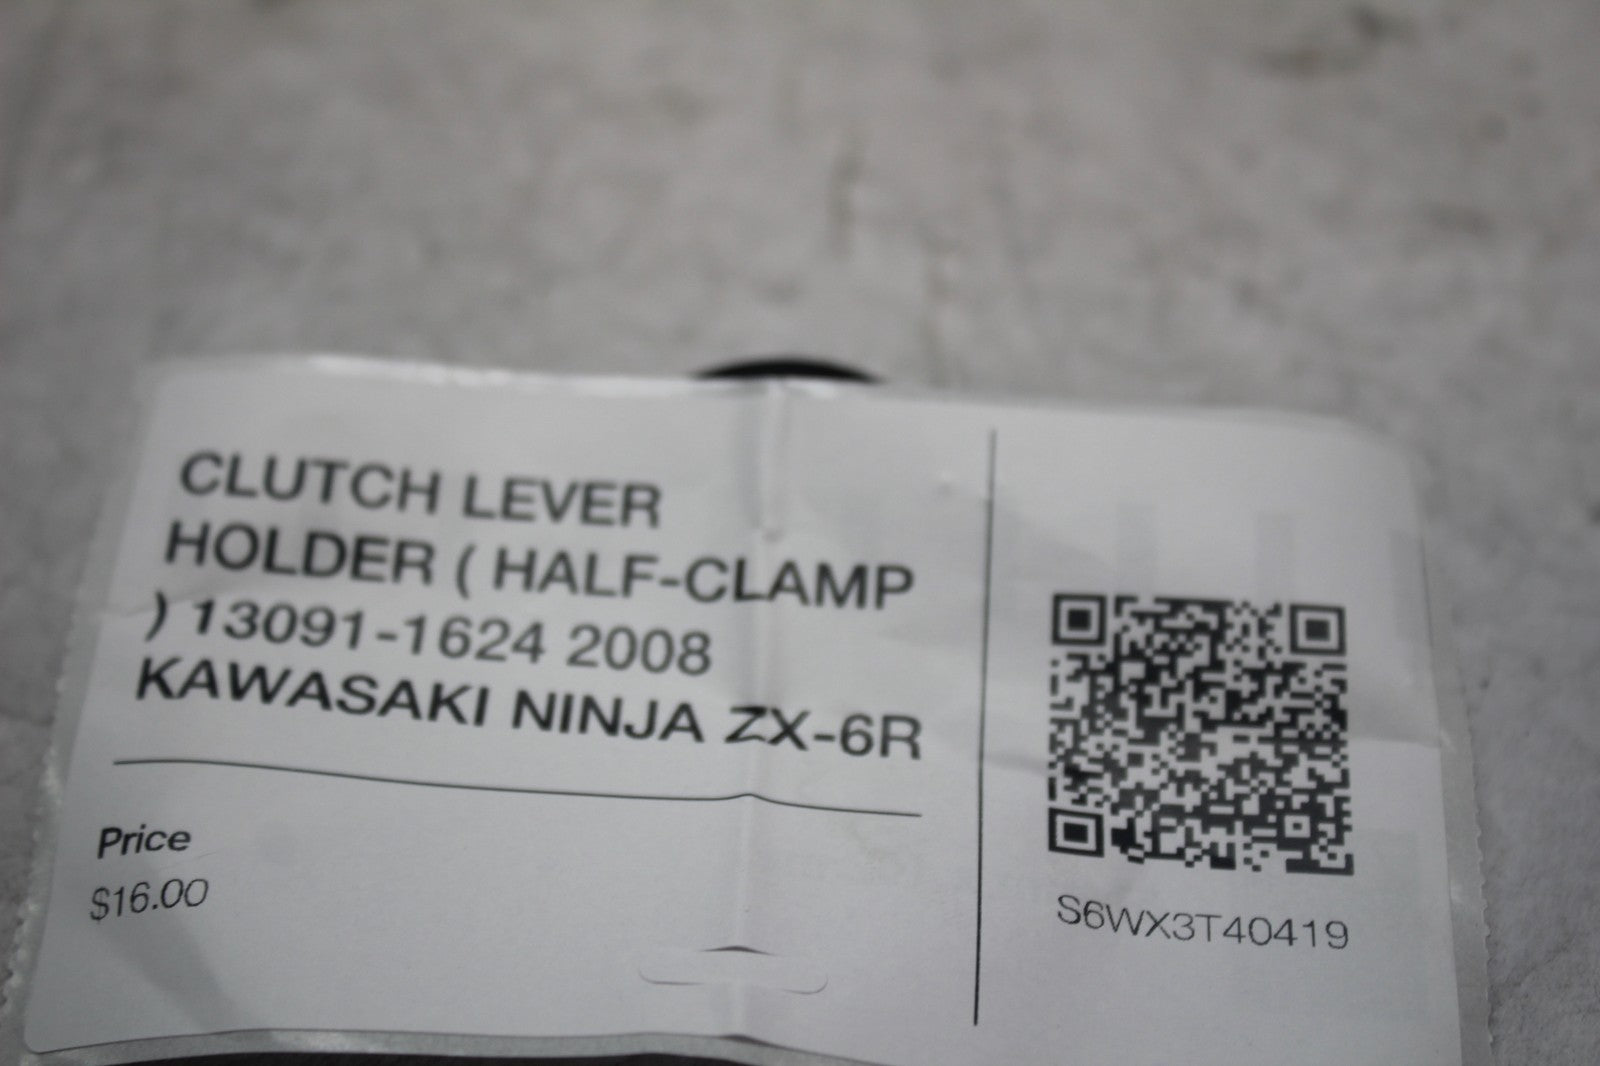 CLUTCH LEVER
HOLDER ( HALF-CLAMP
) 13091-1624 2008
KAWASAKI NINJA ZX-6R
Price
$16.00
S6WX3T40419